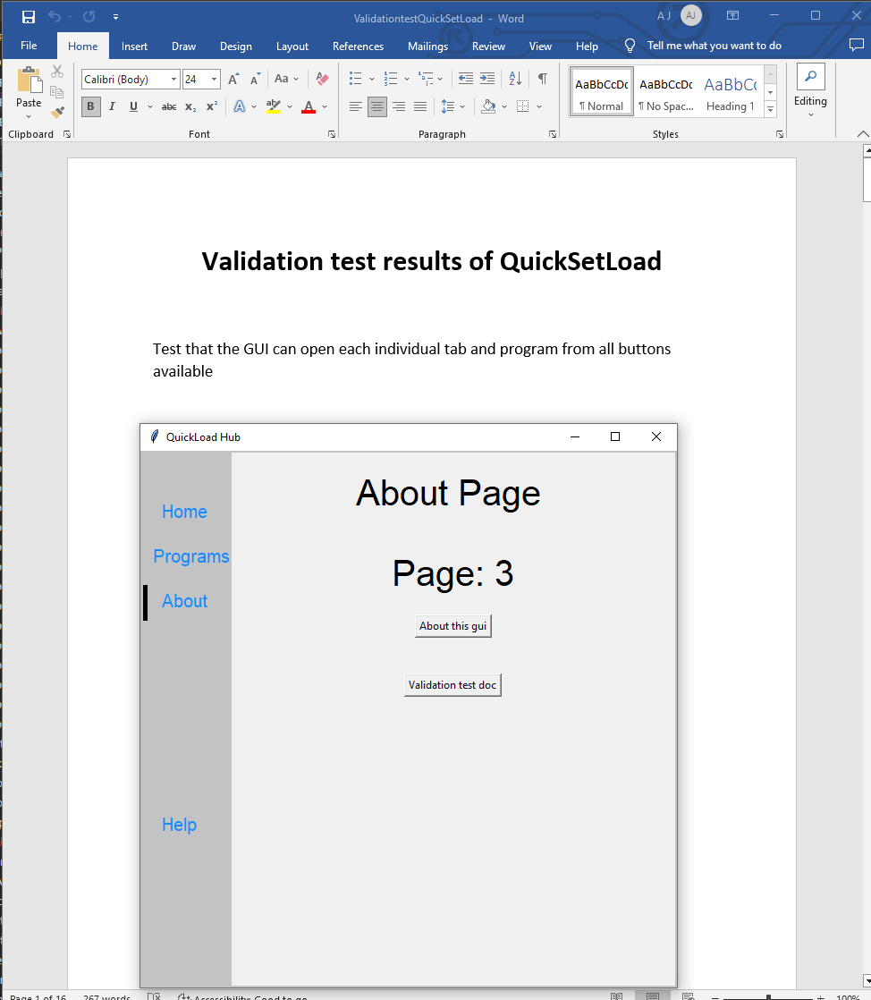 ValidationtestQuickSetLoad - Word
A J
AJ
File Home Insert Draw Design Layout References Mailings Review View Help Tell me what you want to do
Paste
Clipboard
Calibri (Body) 24 A A Aa
B I U abc x₂ x² A ab A
Font
Paragraph
AaBbCcDc AaBbCcDc AaBbC
¶ Normal ¶ No Spac... Heading 1
Styles
Editing
Validation test results of QuickSetLoad
Test that the GUI can open each individual tab and program from all buttons
available
QuickLoad Hub
Home
Programs
About
Help
About Page
Page: 3
About this gui
Validation test doc
Page 1 of 16 267 words Accessibility: Good to go 100%